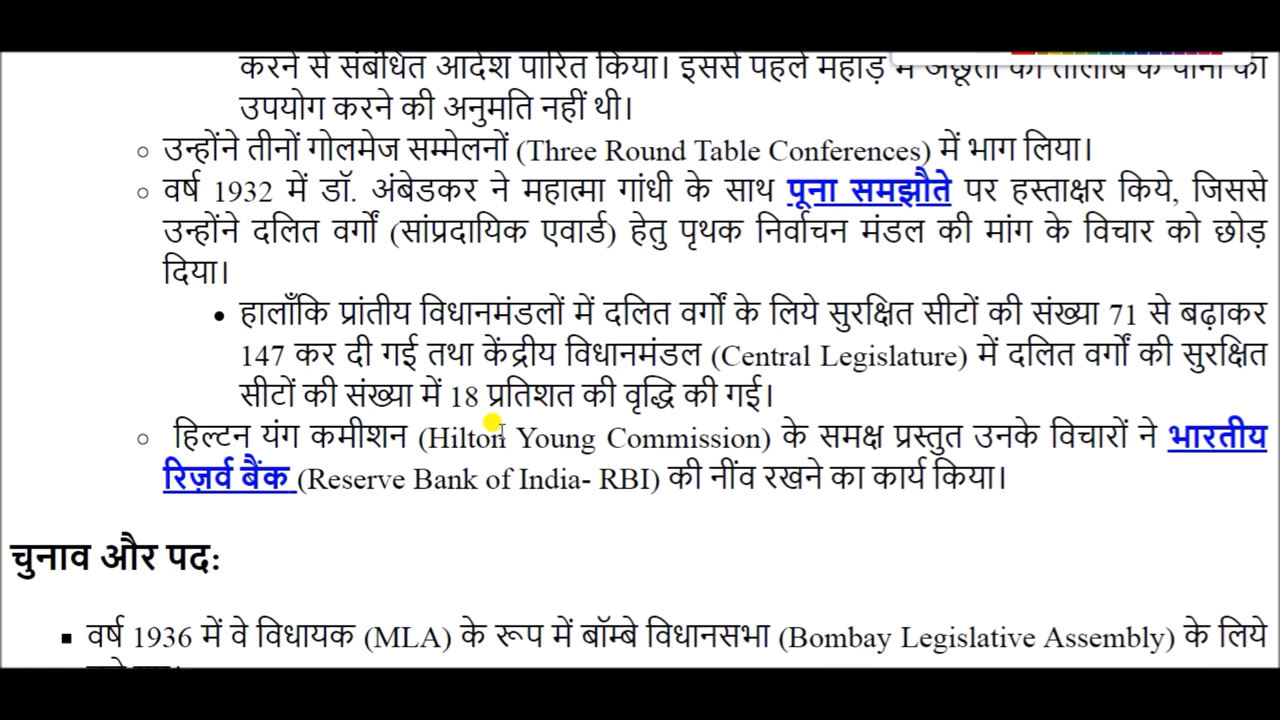 करने से संबंधित आदेश पारित किया। इससे पहले महाड़ में अछूतों को तालाब के पानी का
उपयोग करने की अनुमति नहीं थी।
○ उन्होंने तीनों गोलमेज सम्मेलनों (Three Round Table Conferences) में भाग लिया।
○ वर्ष 1932 में डॉ. अंबेडकर ने महात्मा गांधी के साथ पूना समझौते पर हस्ताक्षर किये, जिससे
उन्होंने दलित वर्गों (सांप्रदायिक एवार्ड) हेतु पृथक निर्वाचन मंडल की मांग के विचार को छोड़
दिया।
● हालाँकि प्रांतीय विधानमंडलों में दलित वर्गों के लिये सुरक्षित सीटों की संख्या 71 से बढ़ाकर
147 कर दी गई तथा केंद्रीय विधानमंडल (Central Legislature) में दलित वर्गों की सुरक्षित
सीटों की संख्या में 18 प्रतिशत की वृद्धि की गई।
○ हिल्टन यंग कमीशन (Hilton Young Commission) के समक्ष प्रस्तुत उनके विचारों ने भारतीय
रिज़र्व बैंक (Reserve Bank of India- RBI) की नींव रखने का कार्य किया।
चुनाव और पद:
▪ वर्ष 1936 में वे विधायक (MLA) के रूप में बॉम्बे विधानसभा (Bombay Legislative Assembly) के लिये